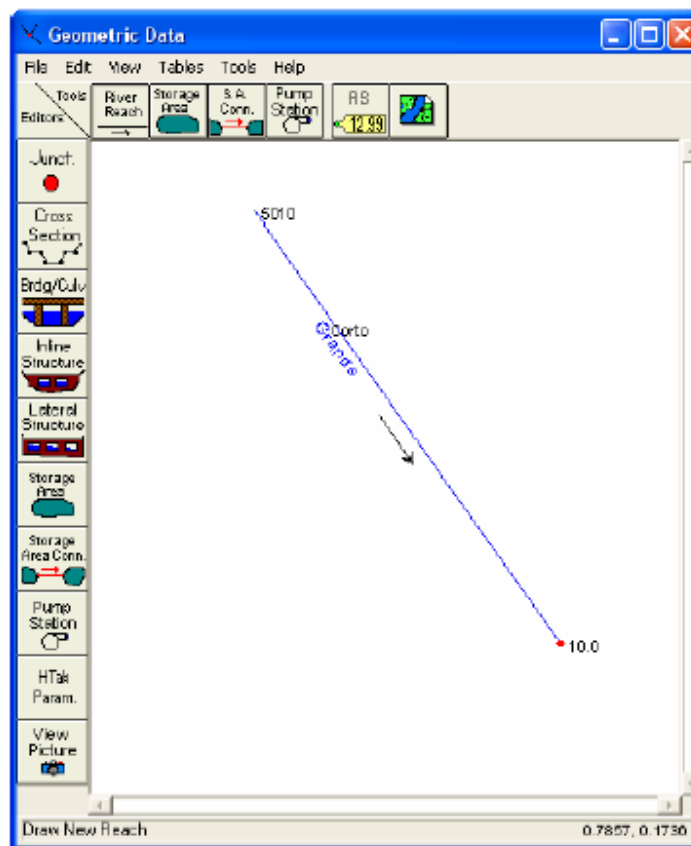 Geometric Data
File Edit View Tables Tools Help
Tools
Editors
River
Reach
Storage
Area
S.A.
Conn.
Pump
Station
RS
12.99
Junct.
Cross
Section
Brdg/Culv
Inline
Structure
Lateral
Structure
Storage
Area
Storage
Area Conn.
Pump
Station
HTab
Param.
View
Picture
5010
Corto
Grande
10.0
Draw New Reach
0.7857, 0.1736